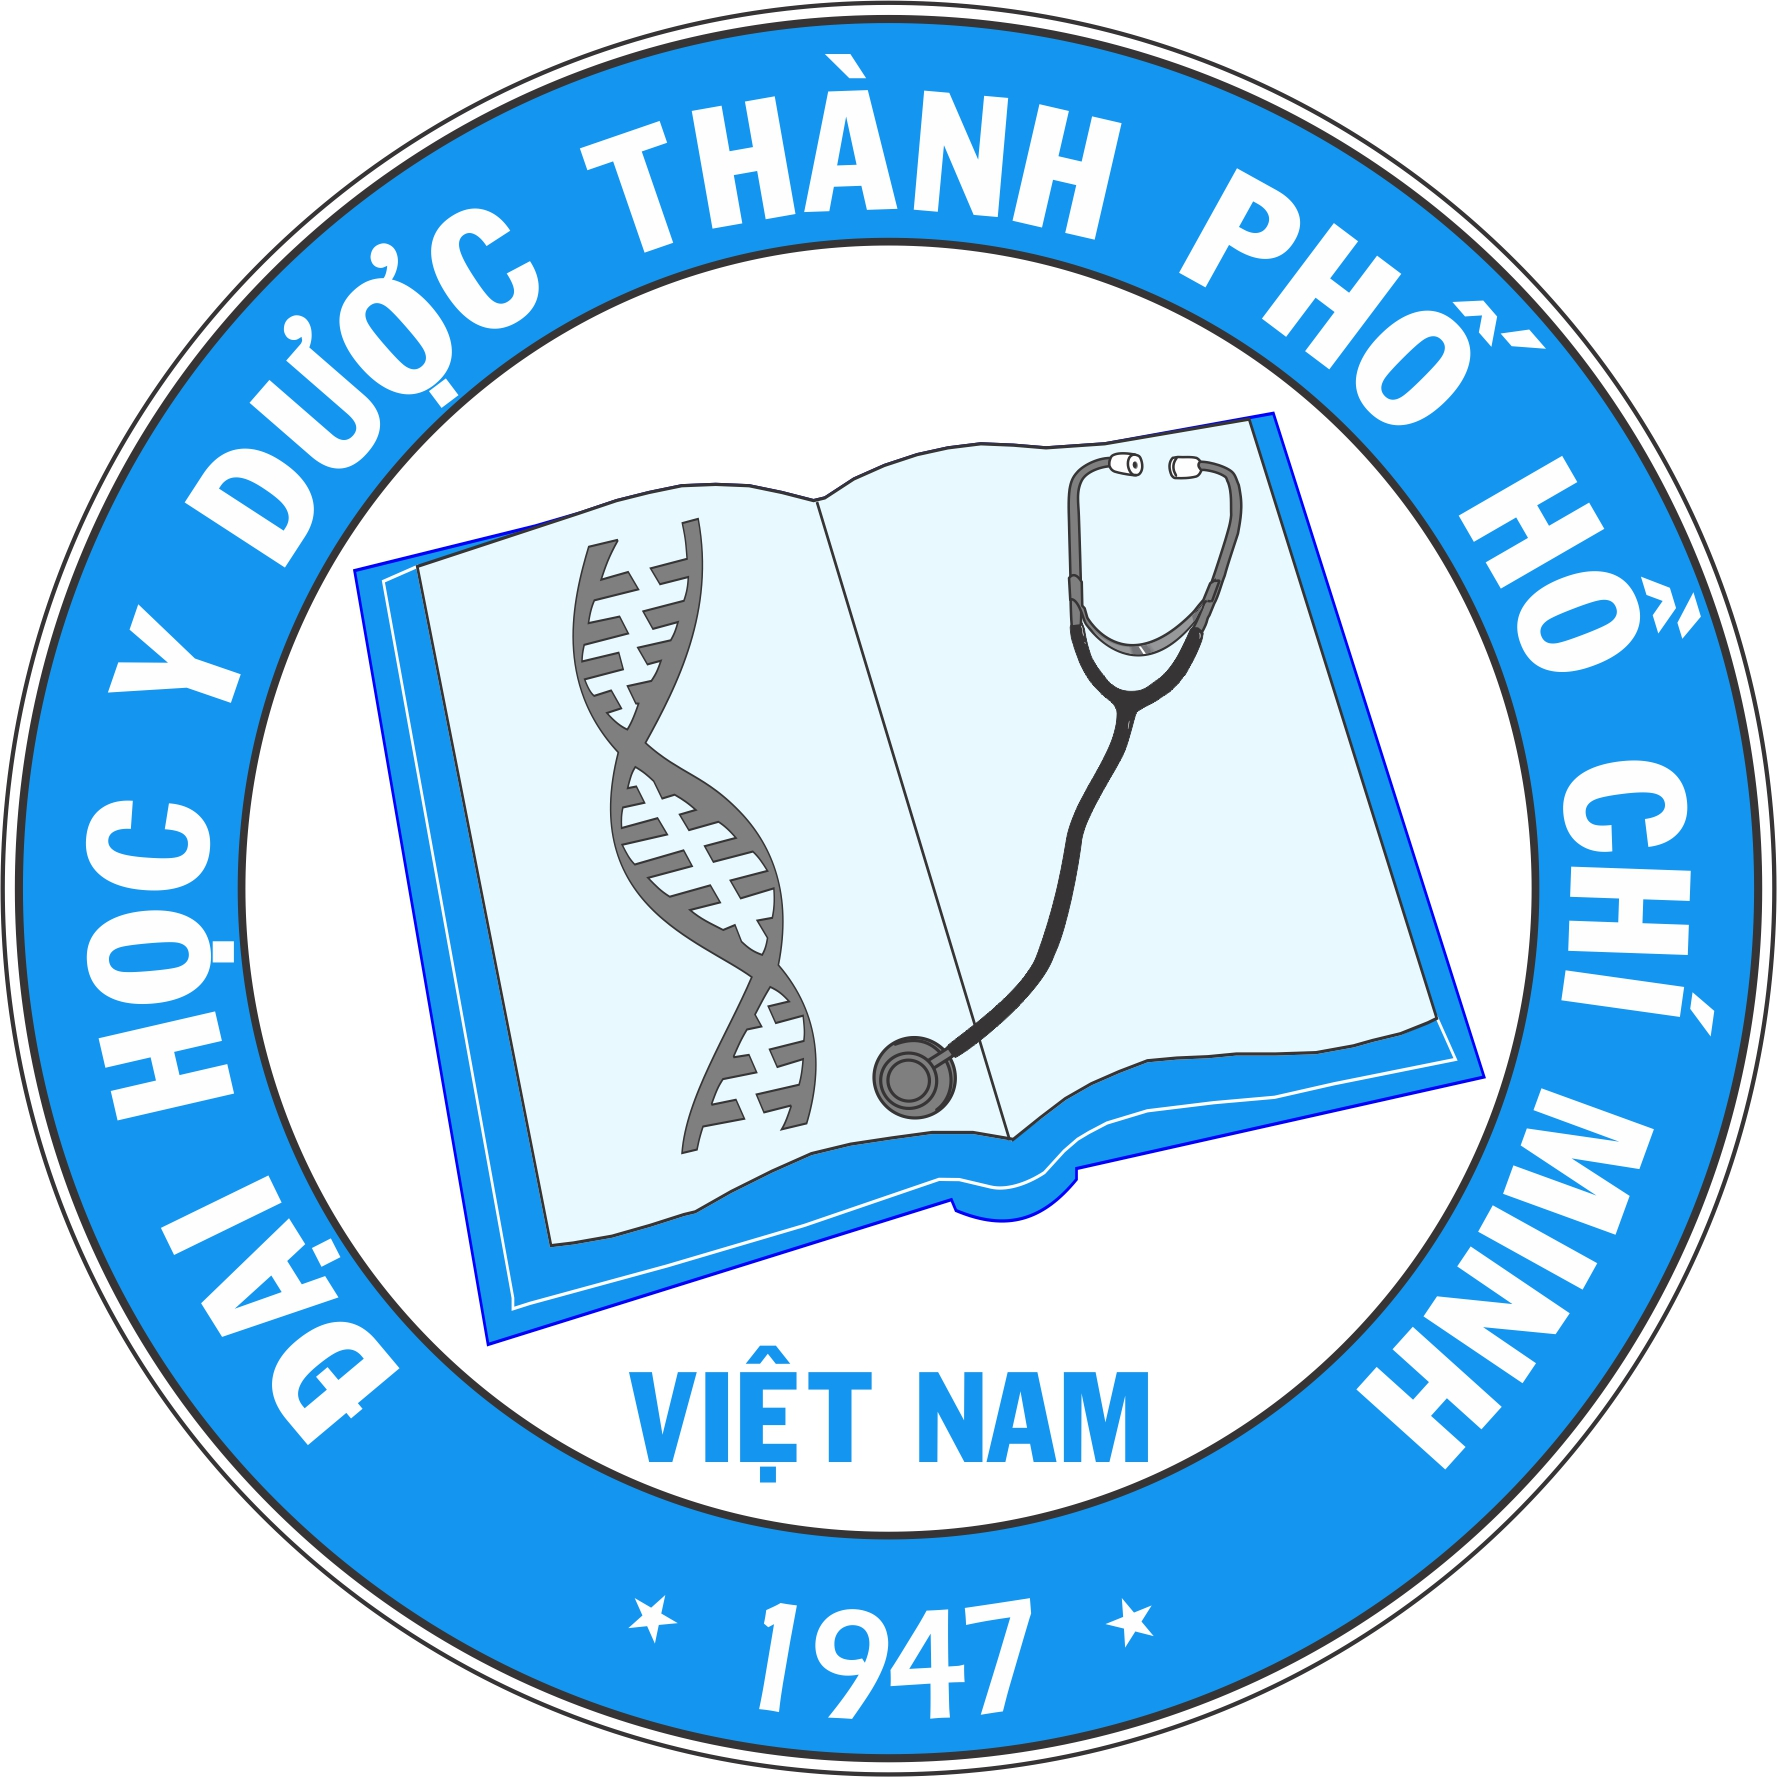 ĐẠI HỌC Y DƯỢC THÀNH PHỐ HỒ CHÍ MINH
VIỆT NAM
1947